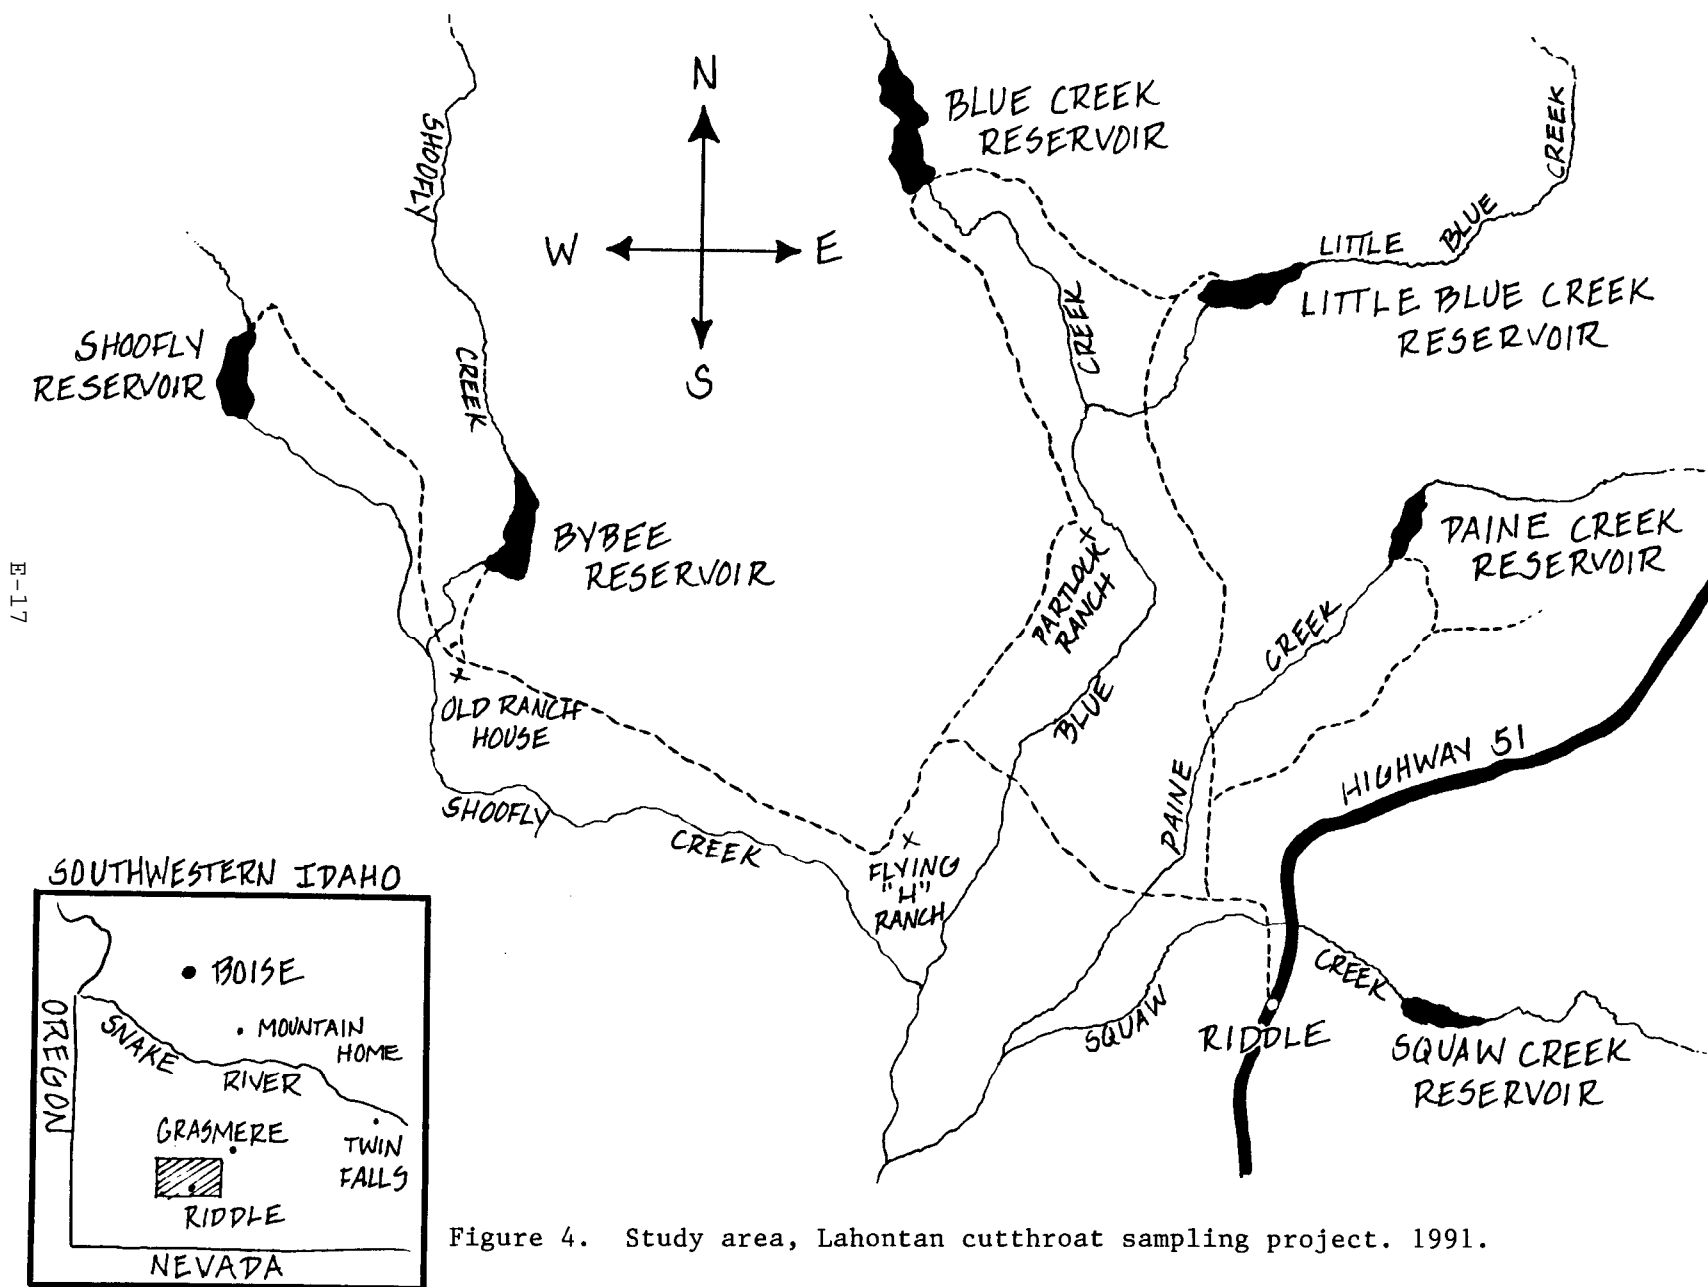 N
W
E
S
SHOOFLY
CREEK
BLUE CREEK
RESERVOIR
LITTLE BLUE CREEK
LITTLE BLUE CREEK
RESERVOIR
CREEK
SHOOFLY
RESERVOIR
BYBEE
RESERVOIR
PAINE CREEK
RESERVOIR
PARTLOCK
RANCH
BLUE
CREEK
PAINE
OLD RANCH
HOUSE
SHOOFLY
CREEK
FLYING
"H"
RANCH
HIGHWAY 51
SQUAW
CREEK
RIDDLE
SQUAW CREEK
RESERVOIR
E-17
SOUTHWESTERN IDAHO
BOISE
MOUNTAIN
HOME
OREGON
SNAKE
RIVER
GRASMERE
TWIN
FALLS
RIDDLE
NEVADA
Figure 4. Study area, Lahontan cutthroat sampling project. 1991.